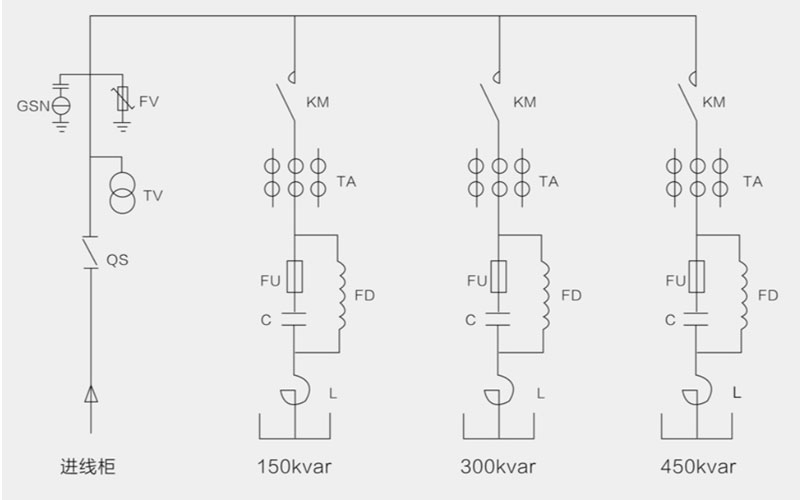 GSN
FV
TV
QS
进线柜
KM
TA
FU
C
FD
L
150kvar
KM
TA
FU
C
FD
L
300kvar
KM
TA
FU
C
FD
L
450kvar